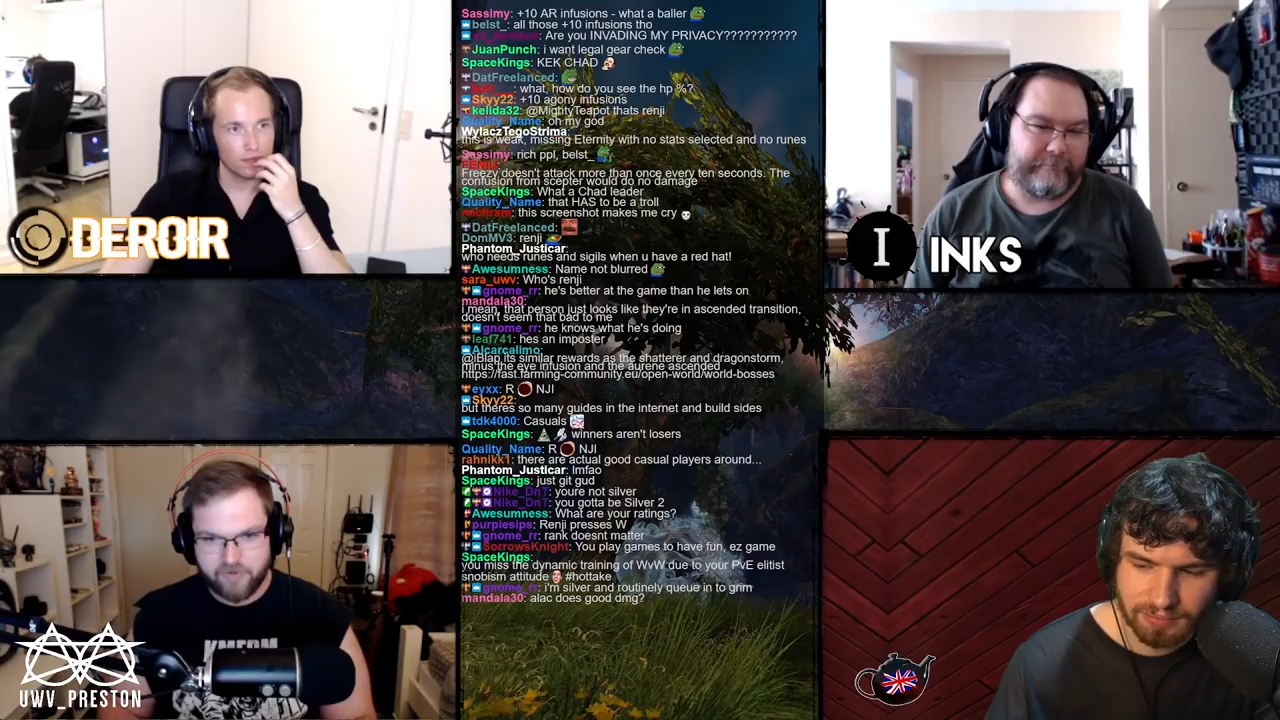 Sassimy: +10 AR infusions - what a baller
belst_: all those +10 infusions tho
Are you INVADING MY PRIVACY???????????
JuanPunch: i want legal gear check
SpaceKings: KEK CHAD
DatFreelanced:
what, how do you see the hp %?
Skyy22: +10 agony infusions
kelida32: @MightyTeapot thats renji
Quality_Name: oh my god
WylaczTegoStrima:
this is weak, missing Eternity with no stats selected and no runes
Sassimy: rich ppl, belst_
Freezy doesn't attack more than once every ten seconds. The
confusion from scepter would do no damage
SpaceKings: What a Chad leader
Quality_Name: that HAS to be a troll
this screenshot makes me cry
DatFreelanced:
DomMV3: renji
Phantom_Justicar:
who needs runes and sigils when u have a red hat!
Awesumness: Name not blurred
sara_uwv: Who's renji
gnome_rr: he's better at the game than he lets on
mandala30:
i mean, that person just looks like they're in ascended transition,
doesn't seem that bad to me
gnome_rr: he knows what he's doing
leaf741: hes an imposter
Alcarcalimo:
@iBlap its similar rewards as the shatterer and dragonstorm,
minus the eye infusion and the aurene ascended
https://fast.farming-community.eu/open-world/world-bosses
eyxx: R NJI
Skyy22:
but theres so many guides in the internet and build sides
tdk4000: Casuals
SpaceKings: winners aren't losers
Quality_Name: R NJI
rahnikk1: there are actual good casual players around...
Phantom_Justicar: lmfao
SpaceKings: just git gud
Nike_DnT: youre not silver
Nike_DnT: you gotta be Silver 2
Awesumness: What are your ratings?
purplesips: Renji presses W
gnome_rr: rank doesnt matter
SorrowsKnight: You play games to have fun, ez game
SpaceKings:
you miss the dynamic training of WvW due to your PvE elitist
snobism attitude #hottake
gnome_rr: i'm silver and routinely queue in to grim
mandala30: alac does good dmg?
DEROIR
I INKS
KMFDM
UWV_PRESTON